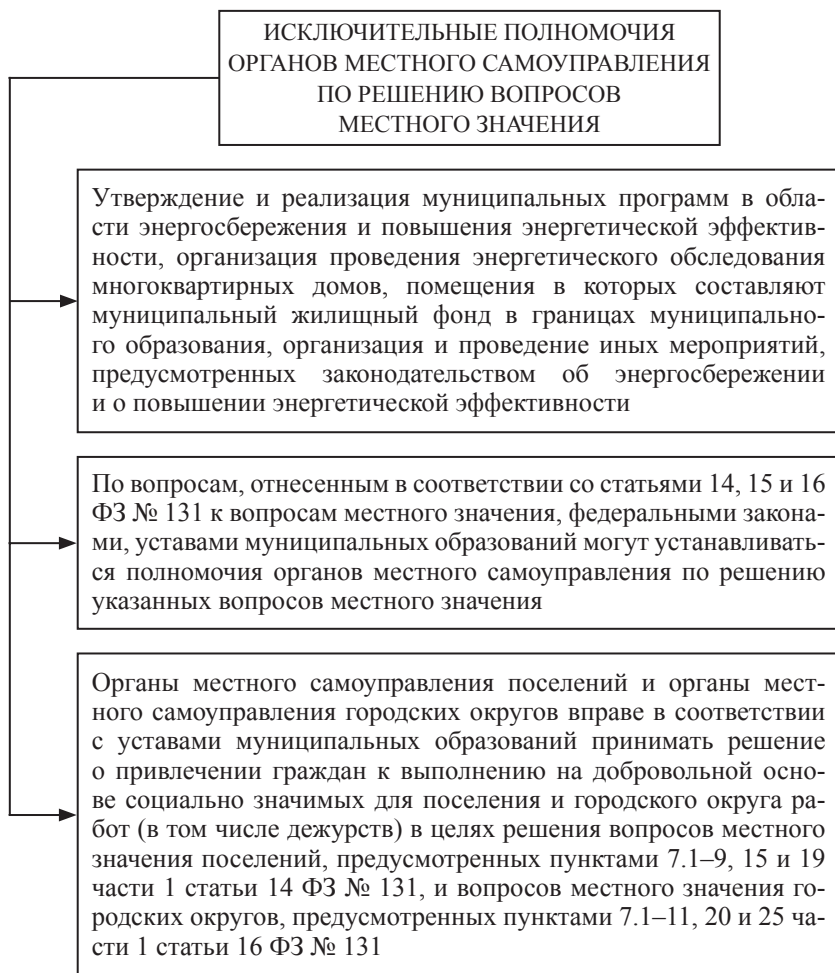 ИСКЛЮЧИТЕЛЬНЫЕ ПОЛНОМОЧИЯ
ОРГАНОВ МЕСТНОГО САМОУПРАВЛЕНИЯ
ПО РЕШЕНИЮ ВОПРОСОВ
МЕСТНОГО ЗНАЧЕНИЯ
Утверждение и реализация муниципальных программ в обла-
сти энергосбережения и повышения энергетической эффектив-
ности, организация проведения энергетического обследования
многоквартирных домов, помещения в которых составляют
муниципальный жилищный фонд в границах муниципально-
го образования, организация и проведение иных мероприятий,
предусмотренных законодательством об энергосбережении
и о повышении энергетической эффективности
По вопросам, отнесенным в соответствии со статьями 14, 15 и 16
ФЗ № 131 к вопросам местного значения, федеральными закона-
ми, уставами муниципальных образований могут устанавливать-
ся полномочия органов местного самоуправления по решению
указанных вопросов местного значения
Органы местного самоуправления поселений и органы мест-
ного самоуправления городских округов вправе в соответствии
с уставами муниципальных образований принимать решение
о привлечении граждан к выполнению на добровольной осно-
ве социально значимых для поселения и городского округа ра-
бот (в том числе дежурств) в целях решения вопросов местного
значения поселений, предусмотренных пунктами 7.1–9, 15 и 19
части 1 статьи 14 ФЗ № 131, и вопросов местного значения го-
родских округов, предусмотренных пунктами 7.1–11, 20 и 25 ча-
сти 1 статьи 16 ФЗ № 131